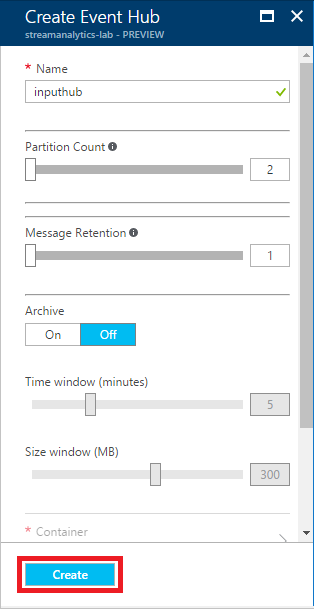 Create Event Hub
streamanalytics-lab - PREVIEW
* Name
inputhub
Partition Count
2
Message Retention
1
Archive
On Off
Time window (minutes)
5
Size window (MB)
300
* Container
Create